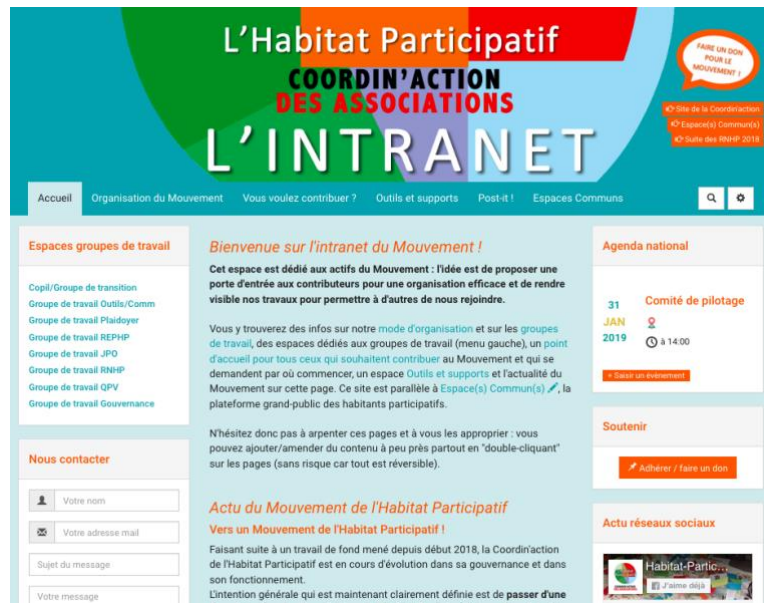 L'Habitat Participatif
COORDIN'ACTION
DES ASSOCIATIONS
L'INTRANET
FAIRE UN DON
POUR LE
MOUVEMENT !
Site de la Coordin'action
Espace(s) Commun(s)
Suite des RNHP 2018
Accueil Organisation du Mouvement Vous voulez contribuer ? Outils et supports Post-it ! Espaces Communs
Espaces groupes de travail
Copil/Groupe de transition
Groupe de travail Outils/Comm
Groupe de travail Plaidoyer
Groupe de travail REPHP
Groupe de travail JPO
Groupe de travail RNHP
Groupe de travail QPV
Groupe de travail Gouvernance
Nous contacter
Votre nom
Votre adresse mail
Sujet du message
Votre message
Bienvenue sur l'intranet du Mouvement !
Cet espace est dédié aux actifs du Mouvement : l'idée est de proposer une
porte d'entrée aux contributeurs pour une organisation efficace et de rendre
visible nos travaux pour permettre à d'autres de nous rejoindre.
Vous y trouverez des infos sur notre mode d'organisation et sur les groupes
de travail, des espaces dédiés aux groupes de travail (menu gauche), un point
d'accueil pour tous ceux qui souhaitent contribuer au Mouvement et qui se
demandent par où commencer, un espace Outils et supports et l'actualité du
Mouvement sur cette page. Ce site est parallèle à Espace(s) Commun(s), la
plateforme grand-public des habitants participatifs.
N'hésitez donc pas à arpenter ces pages et à vous les approprier : vous
pouvez ajouter/amender du contenu à peu près partout en "double-cliquant"
sur les pages (sans risque car tout est réversible).
Actu du Mouvement de l'Habitat Participatif
Vers un Mouvement de l'Habitat Participatif !
Faisant suite à un travail de fond mené depuis début 2018, la Coordin'action
de l'Habitat Participatif est en cours d'évolution dans sa gouvernance et dans
son fonctionnement.
L'intention générale qui est maintenant clairement définie est de passer d'une
Agenda national
31
JAN
2019
Comité de pilotage
à 14:00
+ Saisir un évènement
Soutenir
Adhérer / faire un don
Actu réseaux sociaux
Habitat-Partic...
J'aime déjà